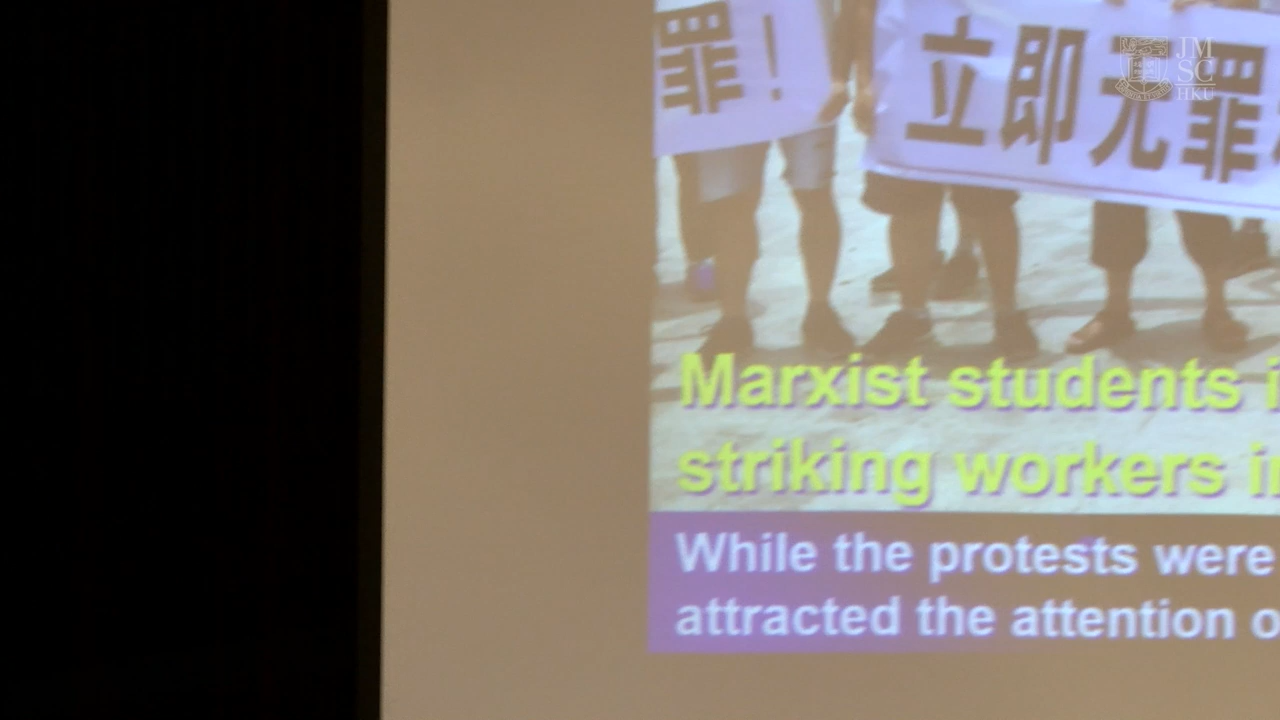 罪!
立即无罪
JM
SC
HKU
Marxist students i
striking workers in
While the protests were
attracted the attention o